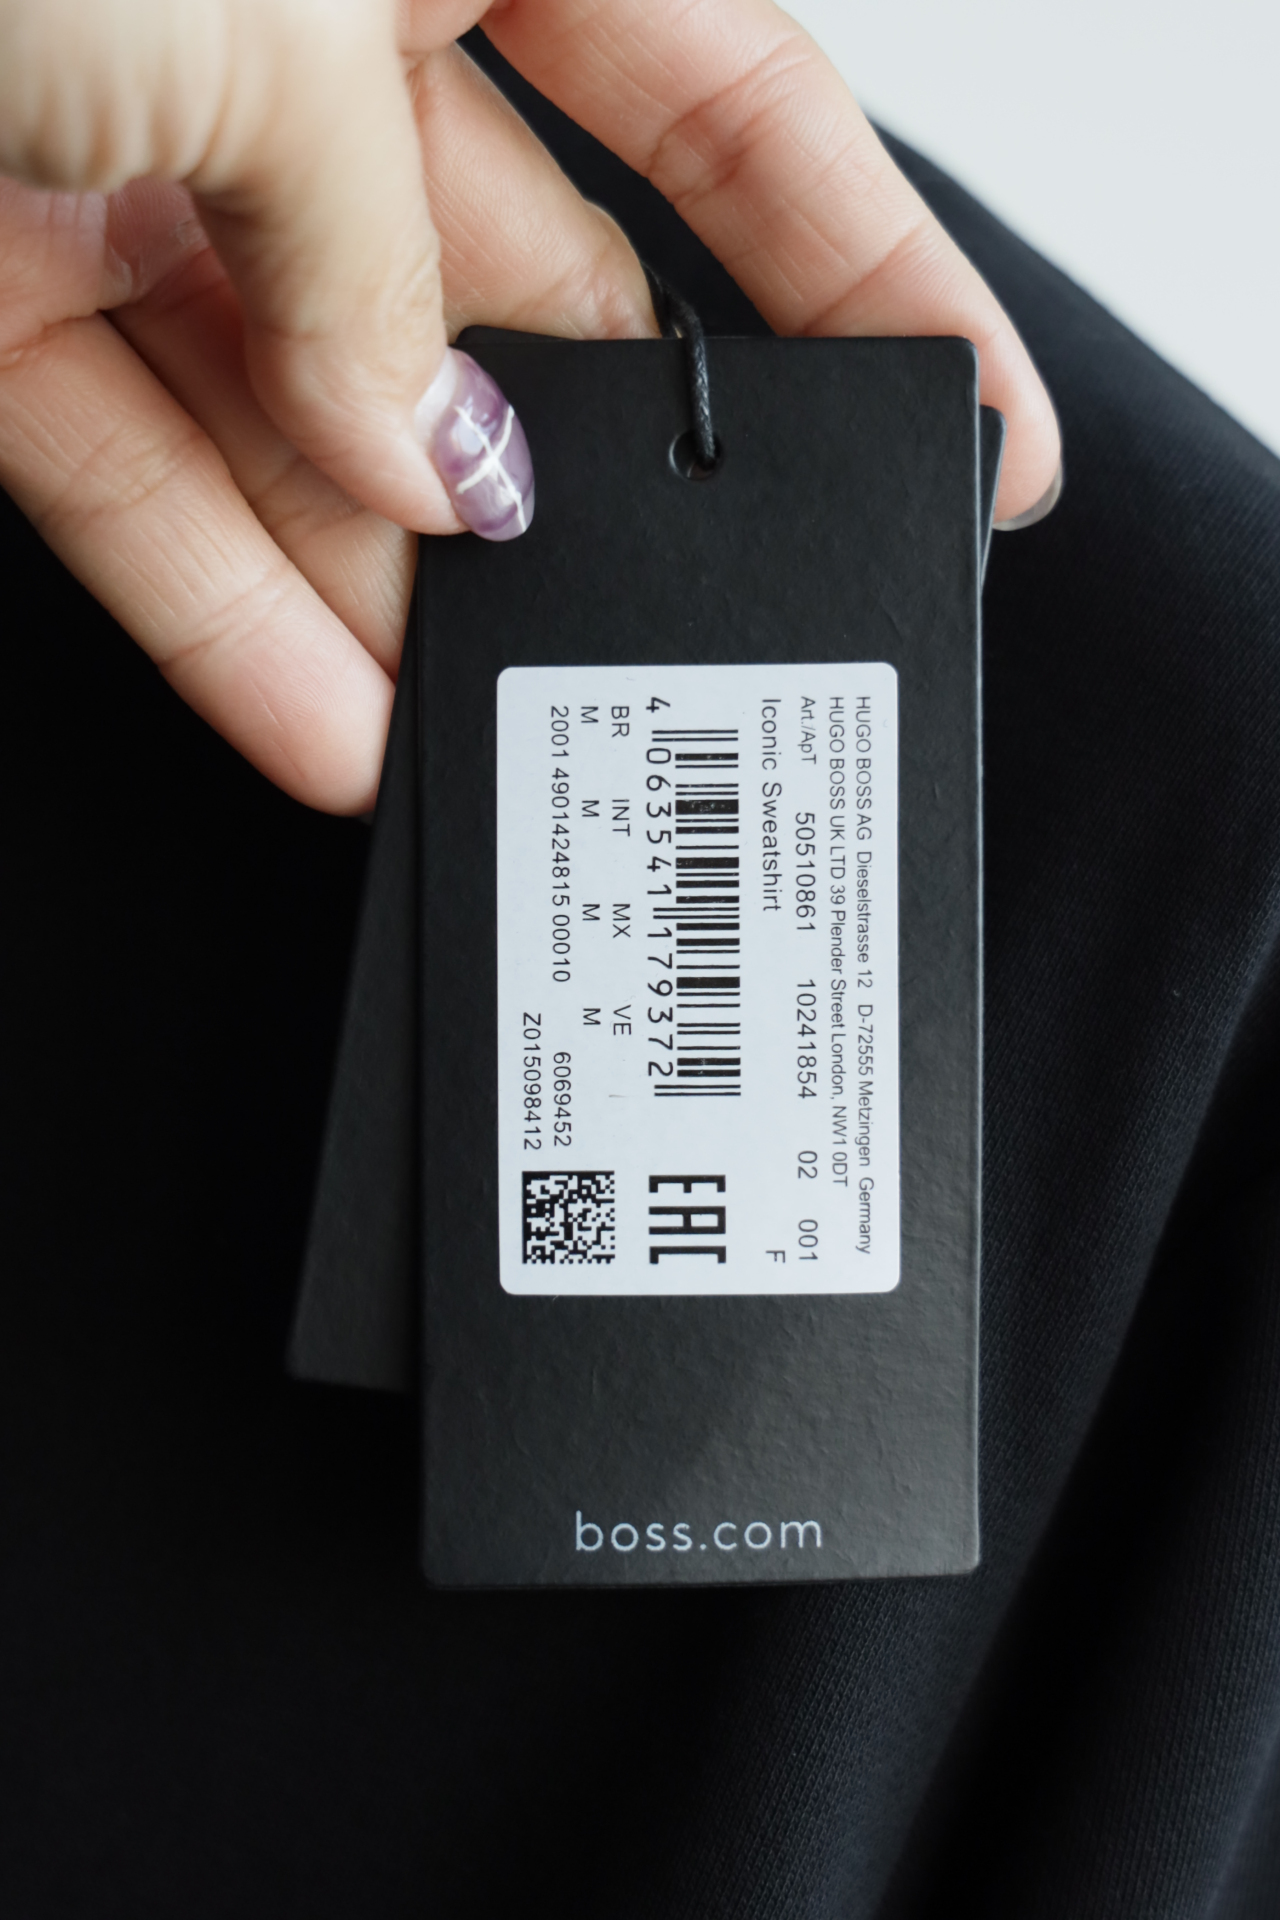 HUGO BOSS AG Dieselstrasse 12 D-72555 Metzingen Germany
HUGO BOSS UK LTD 39 Plender Street London, NW1 0DT
Art./ApT 50510861 10241854 02 001
Iconic Sweatshirt F
4 063541 179372
EAC
BR INT MX VE
M M M M
2001 4901424815 00010 6069452
Z015098412
boss.com